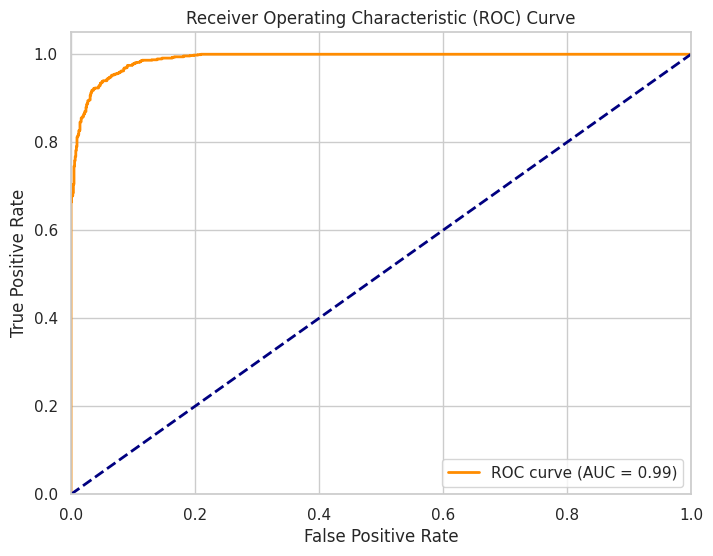 Receiver Operating Characteristic (ROC) Curve
True Positive Rate
1.0
0.8
0.6
0.4
0.2
0.0
0.0 0.2 0.4 0.6 0.8 1.0
False Positive Rate
ROC curve (AUC = 0.99)